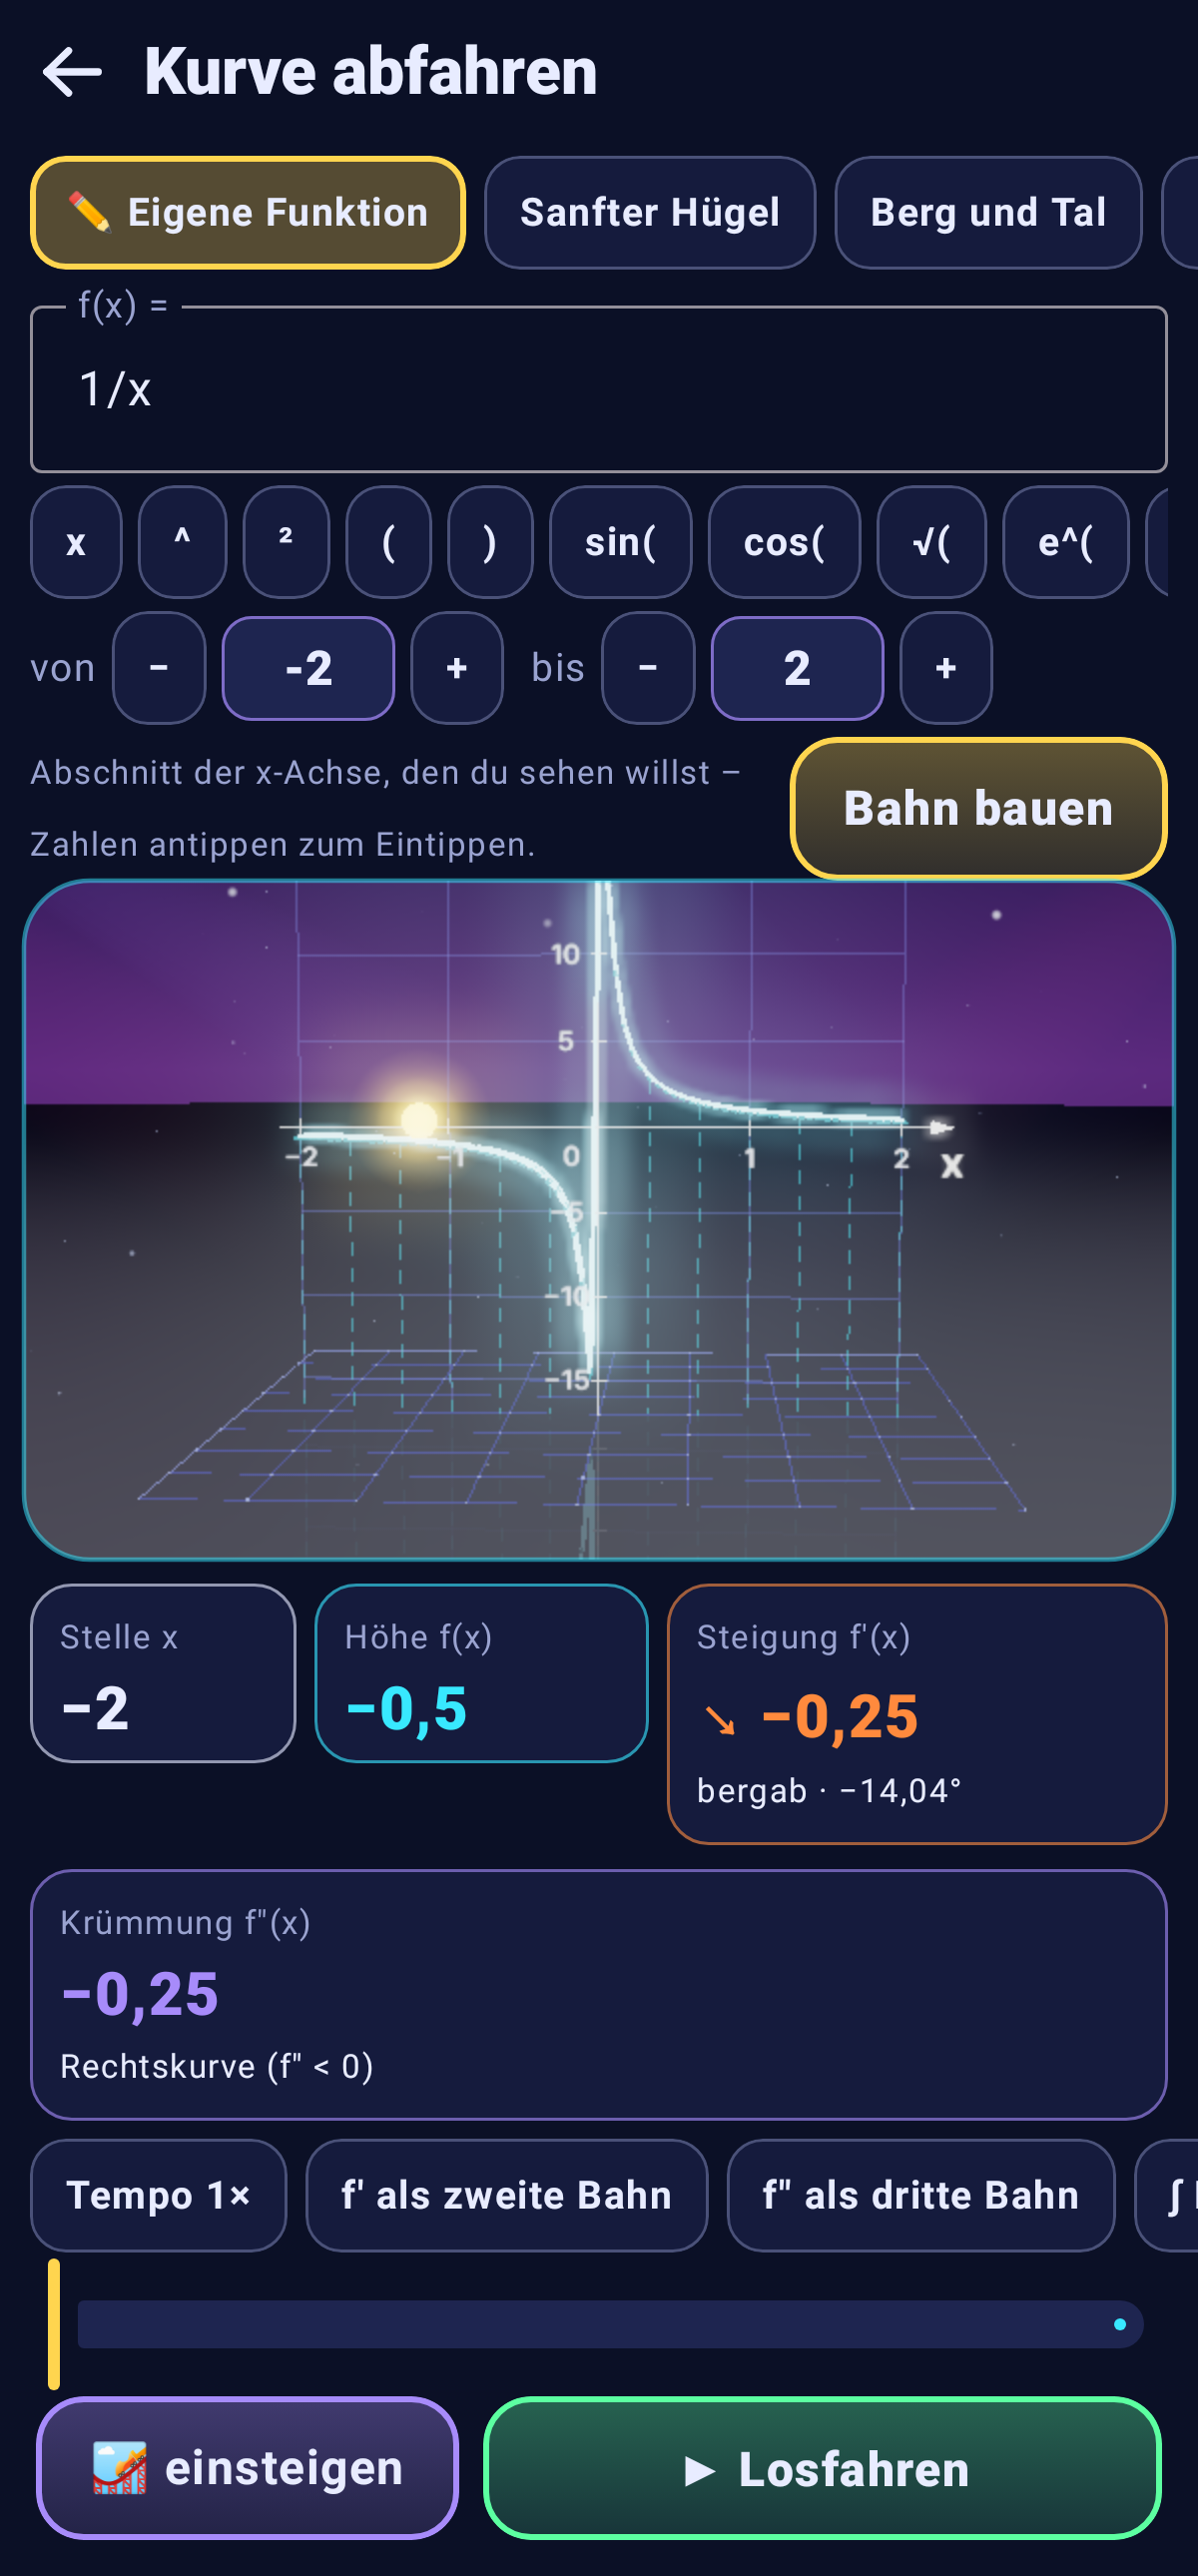 Kurve abfahren
✏️ Eigene Funktion
Sanfter Hügel
Berg und Tal
f(x) =
1/x
x
^
²
(
)
sin(
cos(
√(
e^(
von − -2 + bis − 2 +
Abschnitt der x-Achse, den du sehen willst –
Zahlen antippen zum Eintippen.
Bahn bauen
10
5
−2 −1 0 1 2 x
−5
−10
−15
Stelle x
−2
Höhe f(x)
−0,5
Steigung f'(x)
↘ −0,25
bergab · −14,04°
Krümmung f"(x)
−0,25
Rechtskurve (f" < 0)
Tempo 1×
f' als zweite Bahn
f" als dritte Bahn
∫
🎢 einsteigen
► Losfahren